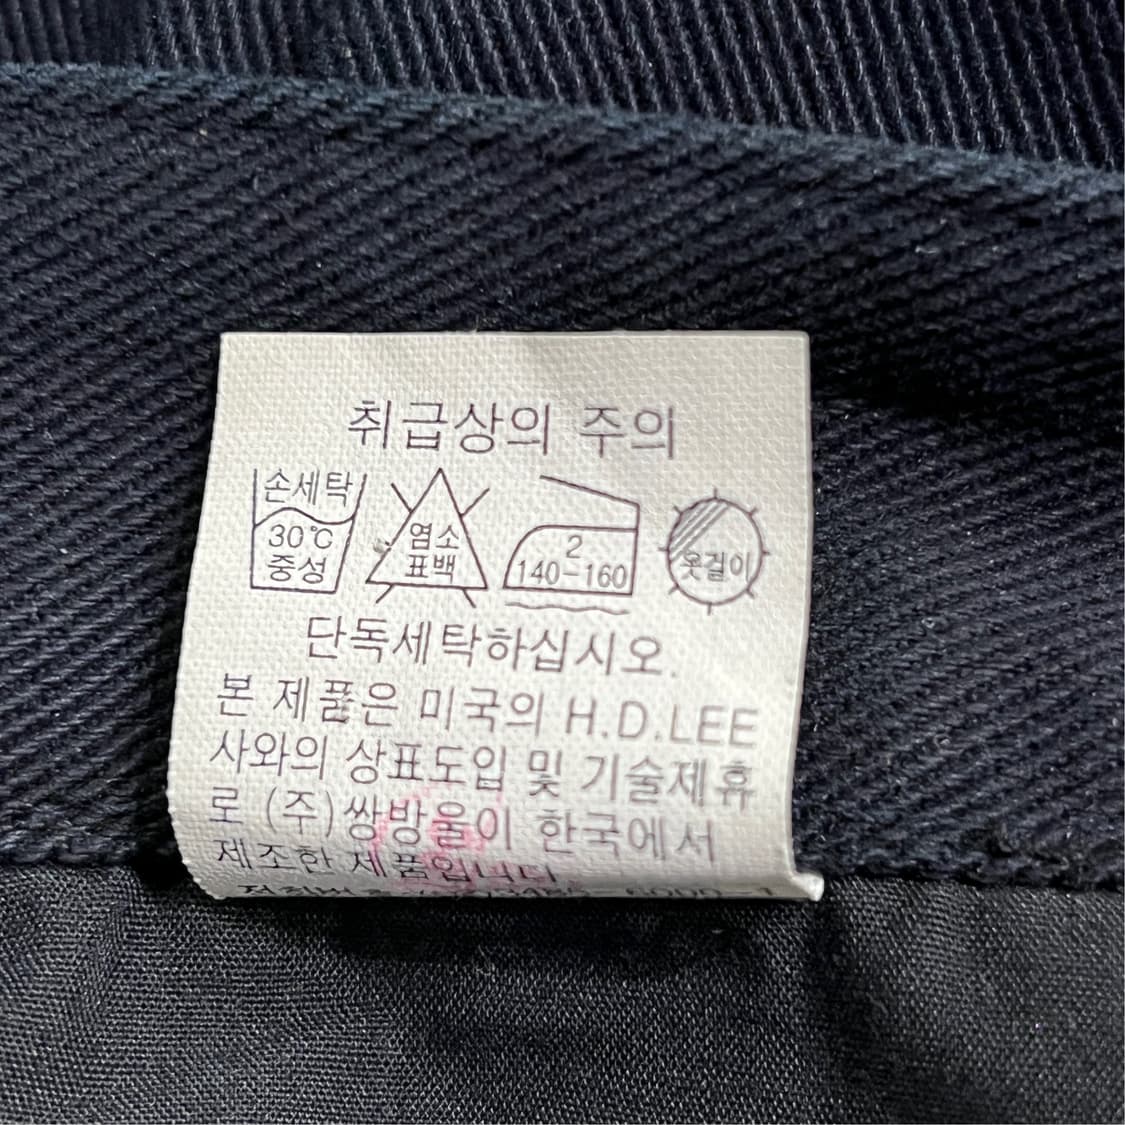 취급상의 주의
손세탁
30℃
중성
염소
표백
2
140-160
옷걸이
단독세탁하십시오.
본 제품은 미국의 H.D.LEE
사와의 상표도입 및 기술제휴
로 (주)쌍방울이 한국에서
제조한 제품입니다